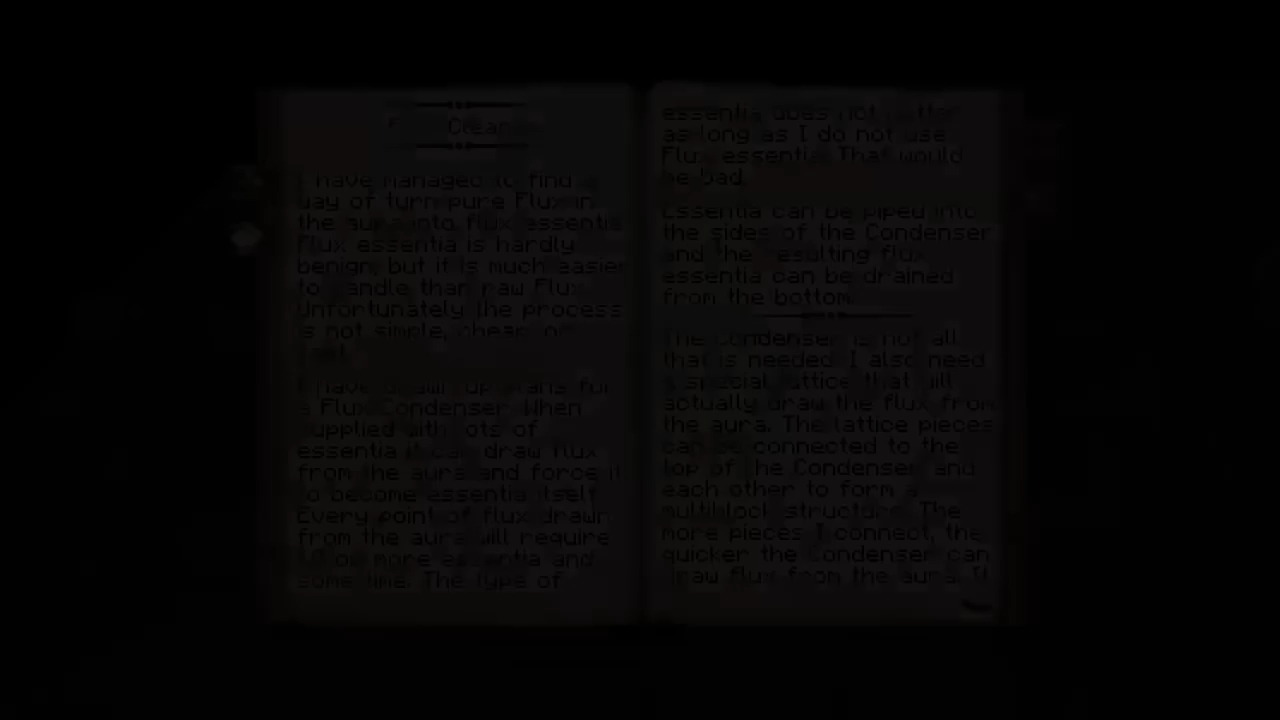 Flux Cleanup
I have managed to find a
way of turn pure Flux in
the aura into flux essentia.
Flux essentia is hardly
benign, but it is much easier
to handle than raw Flux.
Unfortunately the process
is not simple, cheap or
fast.
I have drawn up plans for
a Flux Condenser. When
supplied with lots of
essentia it can draw flux
from the aura and force it
to become essentia itself.
Every point of flux drawn
from the aura will require
or more essentia and
some time. The type of
essentia does not matter
as long as I do not use
Flux essentia. That would
be bad.
Essentia can be piped into
the sides of the Condenser
and the resulting flux
essentia can be drained
from the bottom.
The Condenser is not all
that is needed. I also need
a special lattice that will
actually draw the flux from
the aura. The lattice pieces
can be connected to the
top of the Condenser and
each other to form a
multiblock structure. The
more pieces I connect, the
quicker the Condenser can
draw flux from the aura. It